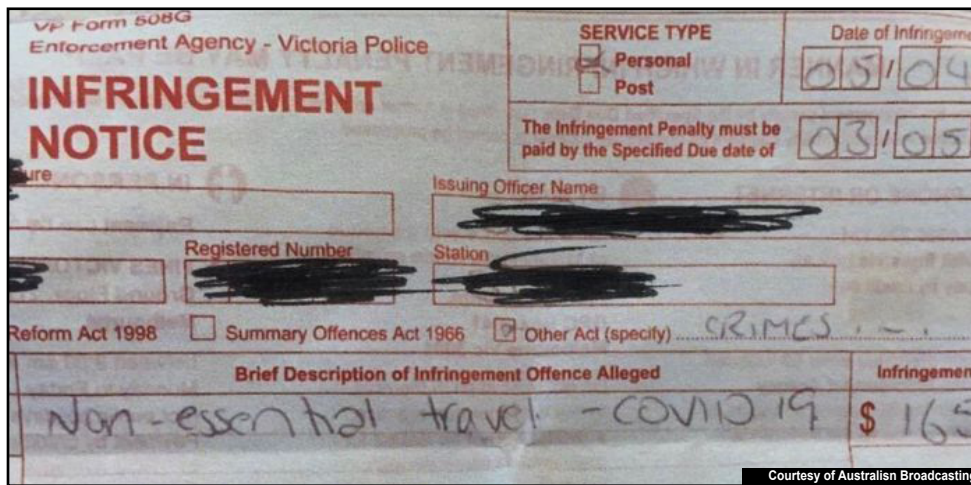 VP Form 508G
Enforcement Agency - Victoria Police
INFRINGEMENT
NOTICE
SERVICE TYPE
Personal
Post
Date of Infringeme
05/04
The Infringement Penalty must be
paid by the Specified Due date of
03/05
ure
Issuing Officer Name
Registered Number
Station
Reform Act 1998
Summary Offences Act 1966
Other Act (specify)
CRIMES
Brief Description of Infringement Offence Alleged
Infringemen
Non-essential travel - COVID 19
$ 165
Courtesy of Australisn Broadcasting